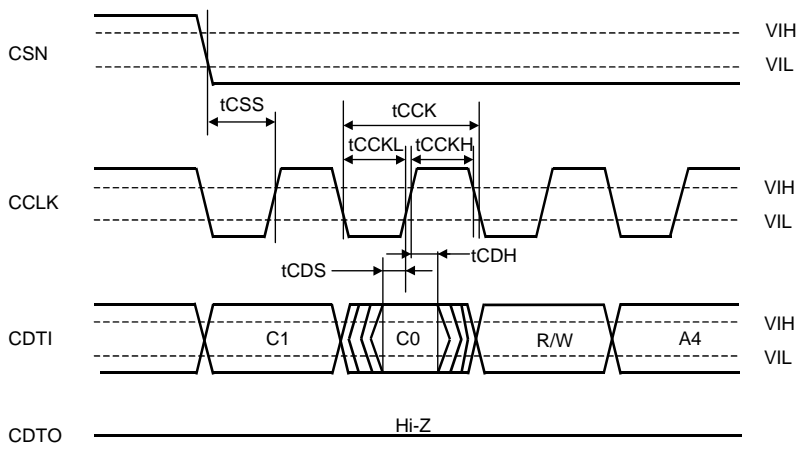 CSN
VIH
VIL
tCSS
tCCK
tCCKL
tCCKH
CCLK
VIH
VIL
tCDS
tCDH
CDTI
C1
C0
R/W
A4
VIH
VIL
CDTO
Hi-Z